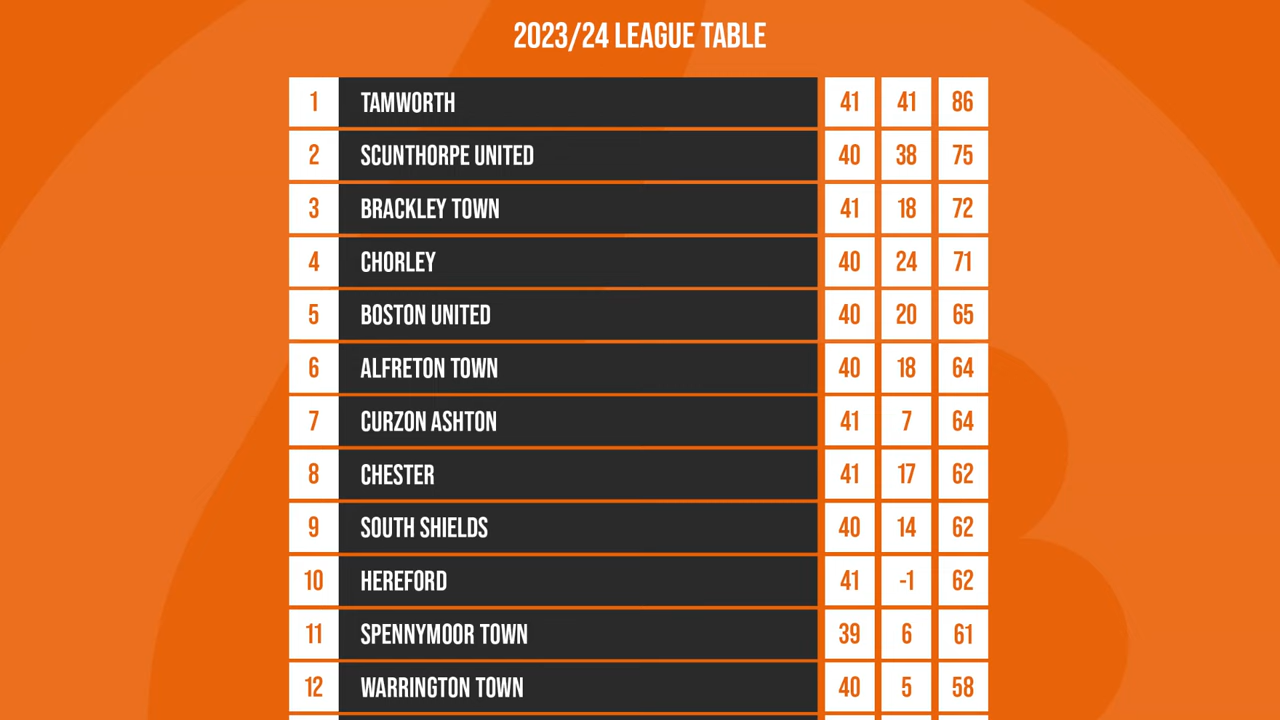 2023/24 LEAGUE TABLE
1 TAMWORTH 41 41 86
2 SCUNTHORPE UNITED 40 38 75
3 BRACKLEY TOWN 41 18 72
4 CHORLEY 40 24 71
5 BOSTON UNITED 40 20 65
6 ALFRETON TOWN 40 18 64
7 CURZON ASHTON 41 7 64
8 CHESTER 41 17 62
9 SOUTH SHIELDS 40 14 62
10 HEREFORD 41 -1 62
11 SPENNYMOOR TOWN 39 6 61
12 WARRINGTON TOWN 40 5 58